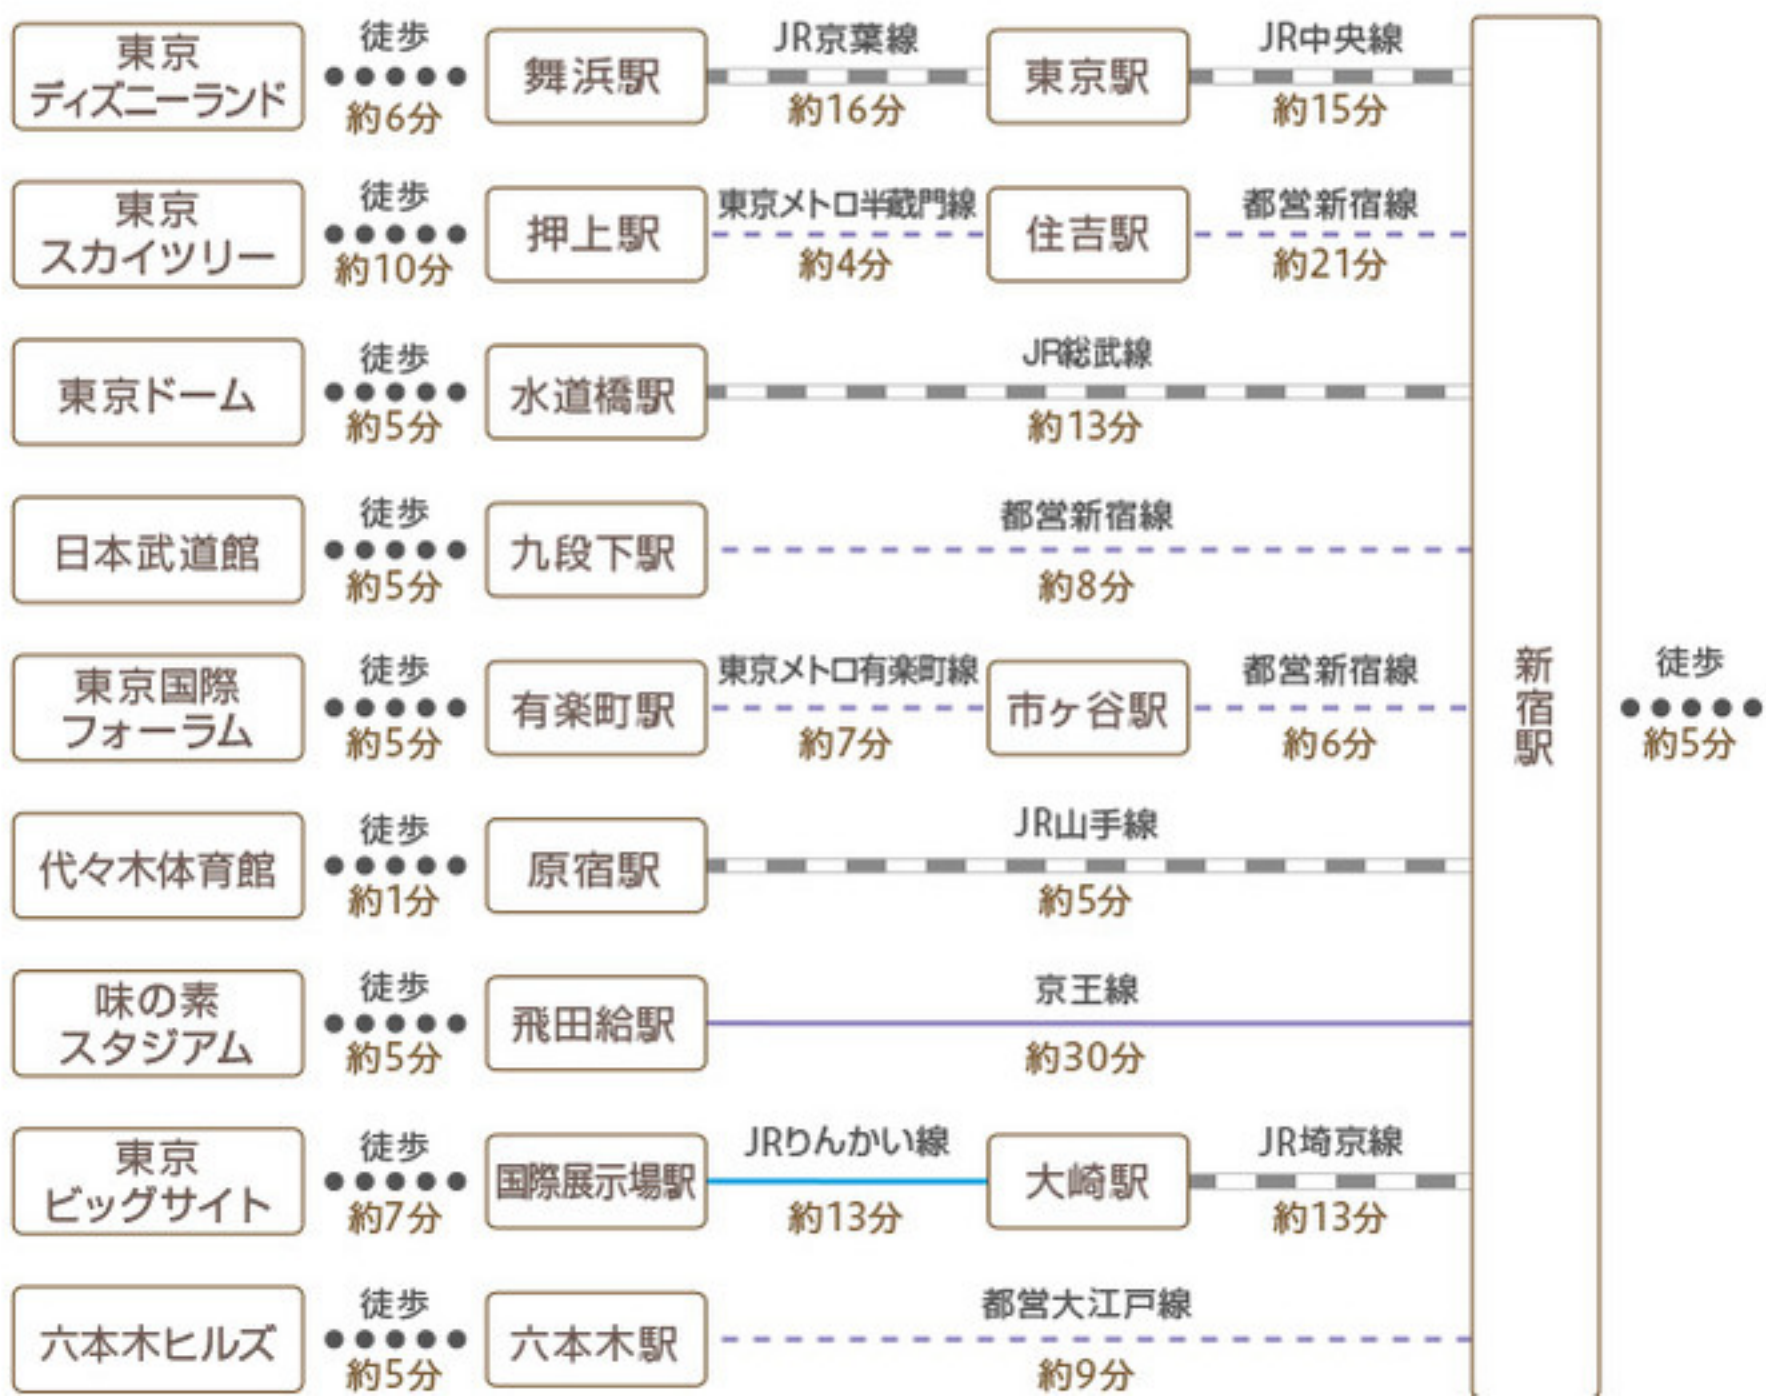 東京
ディズニーランド
徒歩
約6分
舞浜駅
JR京葉線
約16分
東京駅
JR中央線
約15分
東京
スカイツリー
徒歩
約10分
押上駅
東京メトロ半蔵門線
約4分
住吉駅
都営新宿線
約21分
東京ドーム
徒歩
約5分
水道橋駅
JR総武線
約13分
日本武道館
徒歩
約5分
九段下駅
都営新宿線
約8分
東京国際
フォーラム
徒歩
約5分
有楽町駅
東京メトロ有楽町線
約7分
市ヶ谷駅
都営新宿線
約6分
代々木体育館
徒歩
約1分
原宿駅
JR山手線
約5分
味の素
スタジアム
徒歩
約5分
飛田給駅
京王線
約30分
東京
ビッグサイト
徒歩
約7分
国際展示場駅
JRりんかい線
約13分
大崎駅
JR埼京線
約13分
六本木ヒルズ
徒歩
約5分
六本木駅
都営大江戸線
約9分
新宿駅
徒歩
約5分